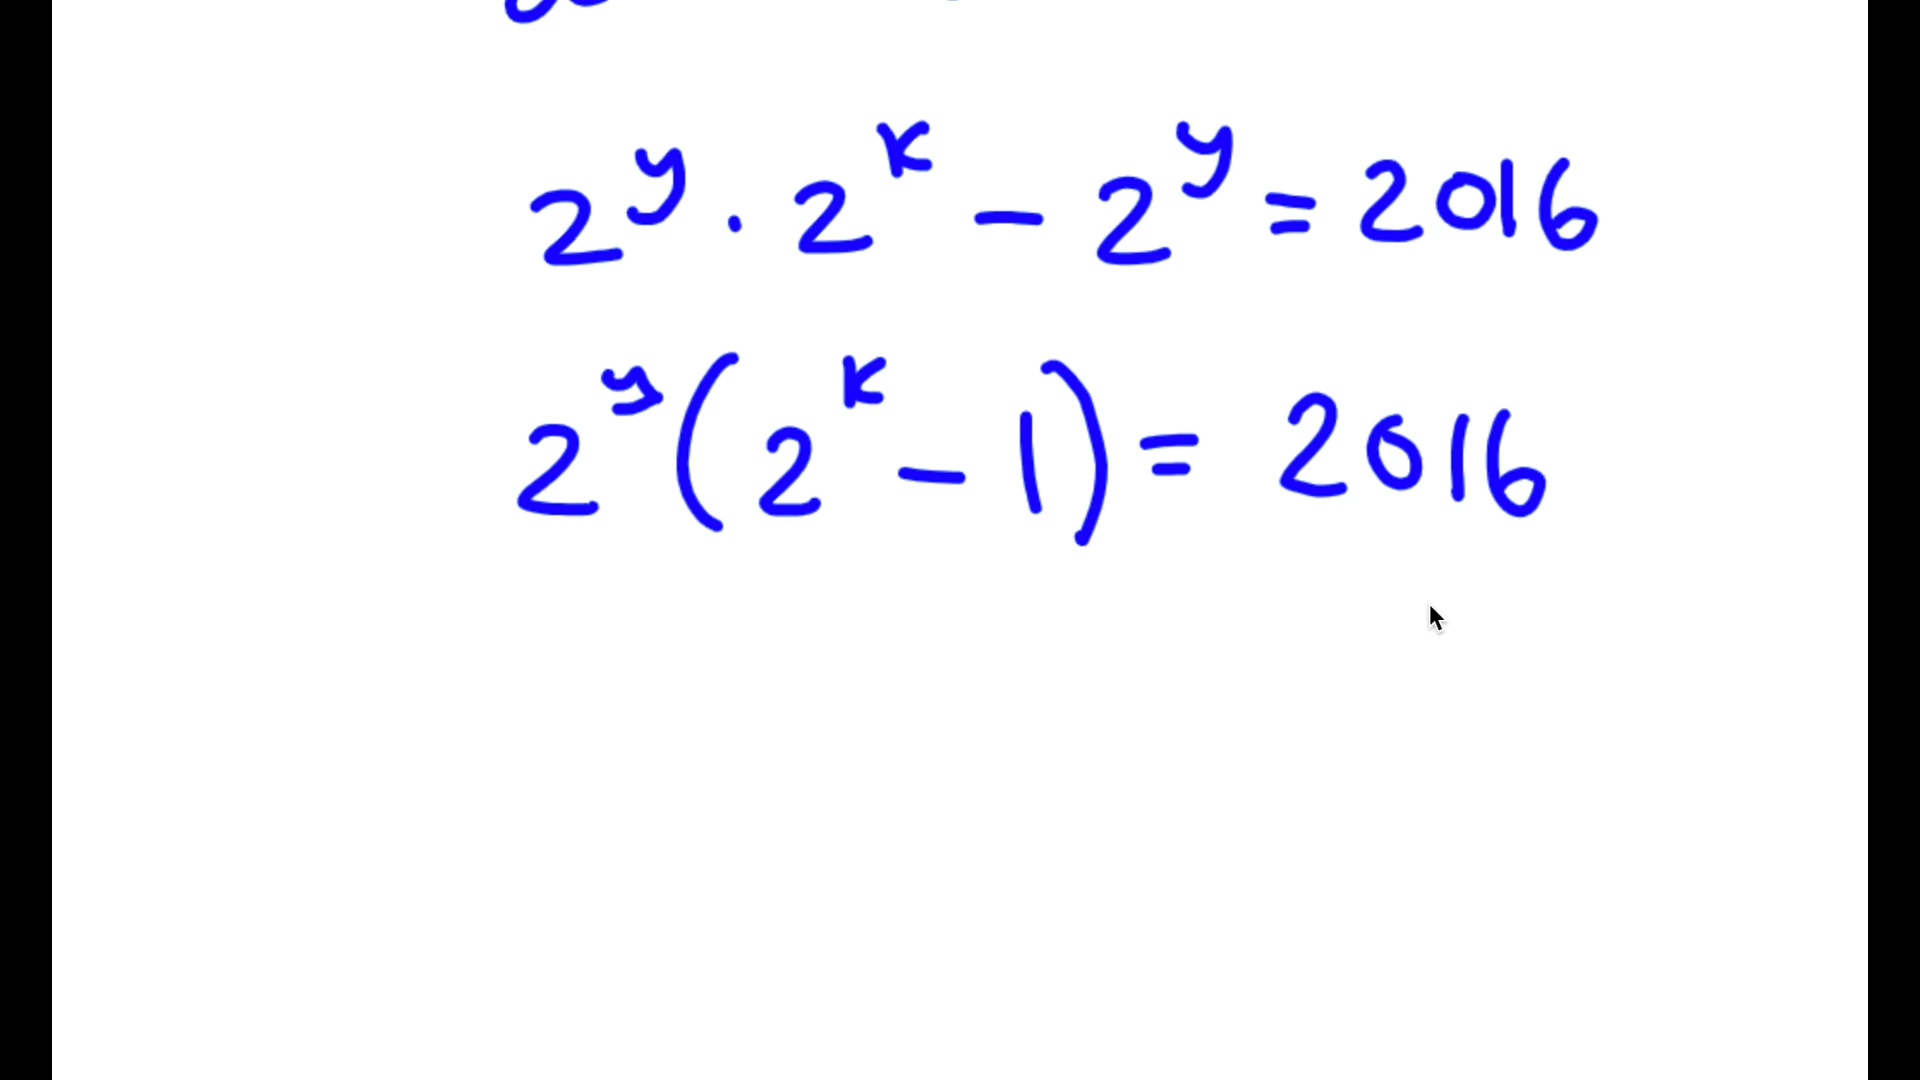 2^y · 2^k - 2^y = 2016
2^y (2^k - 1) = 2016